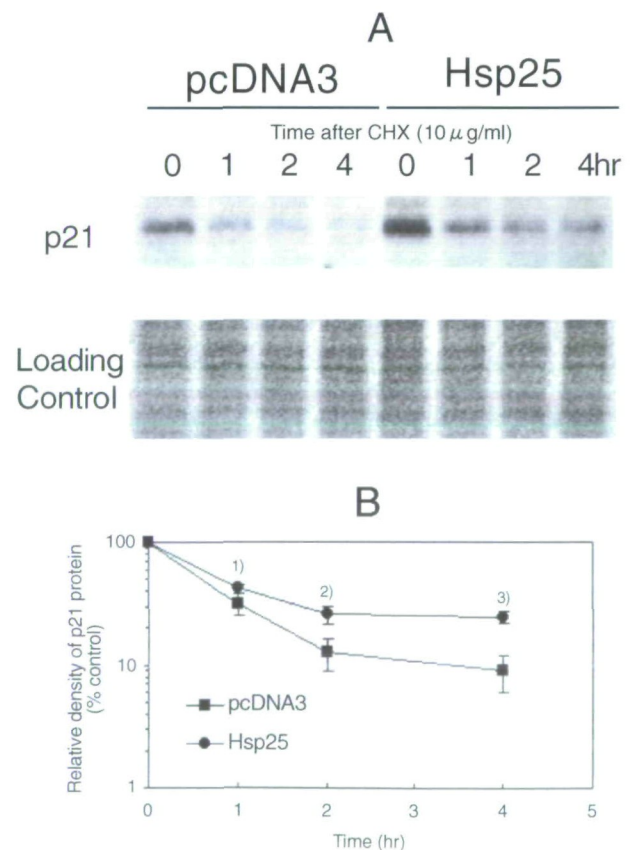 A
pcDNA3 Hsp25
Time after CHX (10 μg/ml)
0 1 2 4 0 1 2 4hr
p21
Loading
Control
B
Relative density of p21 protein
(% control)
100
10
1
1)
2)
3)
pcDNA3
Hsp25
0 1 2 3 4 5
Time (hr)